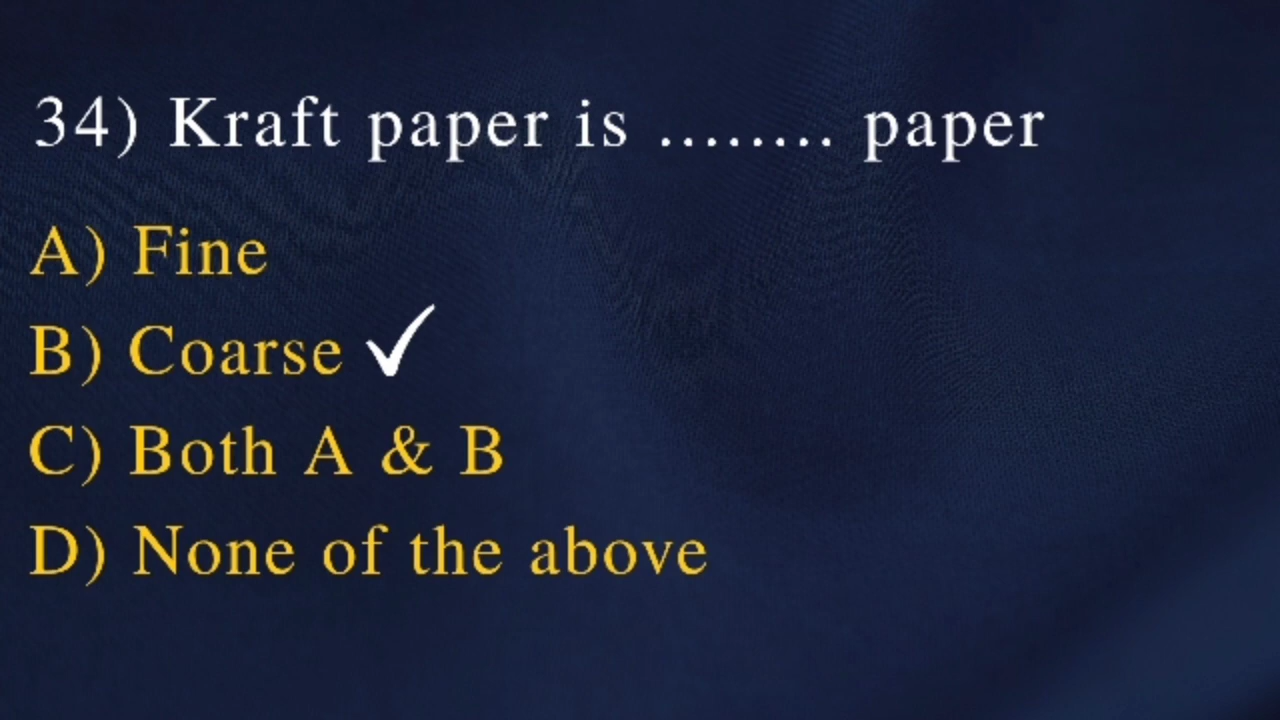 34) Kraft paper is ........ paper
A) Fine
B) Coarse ✓
C) Both A & B
D) None of the above